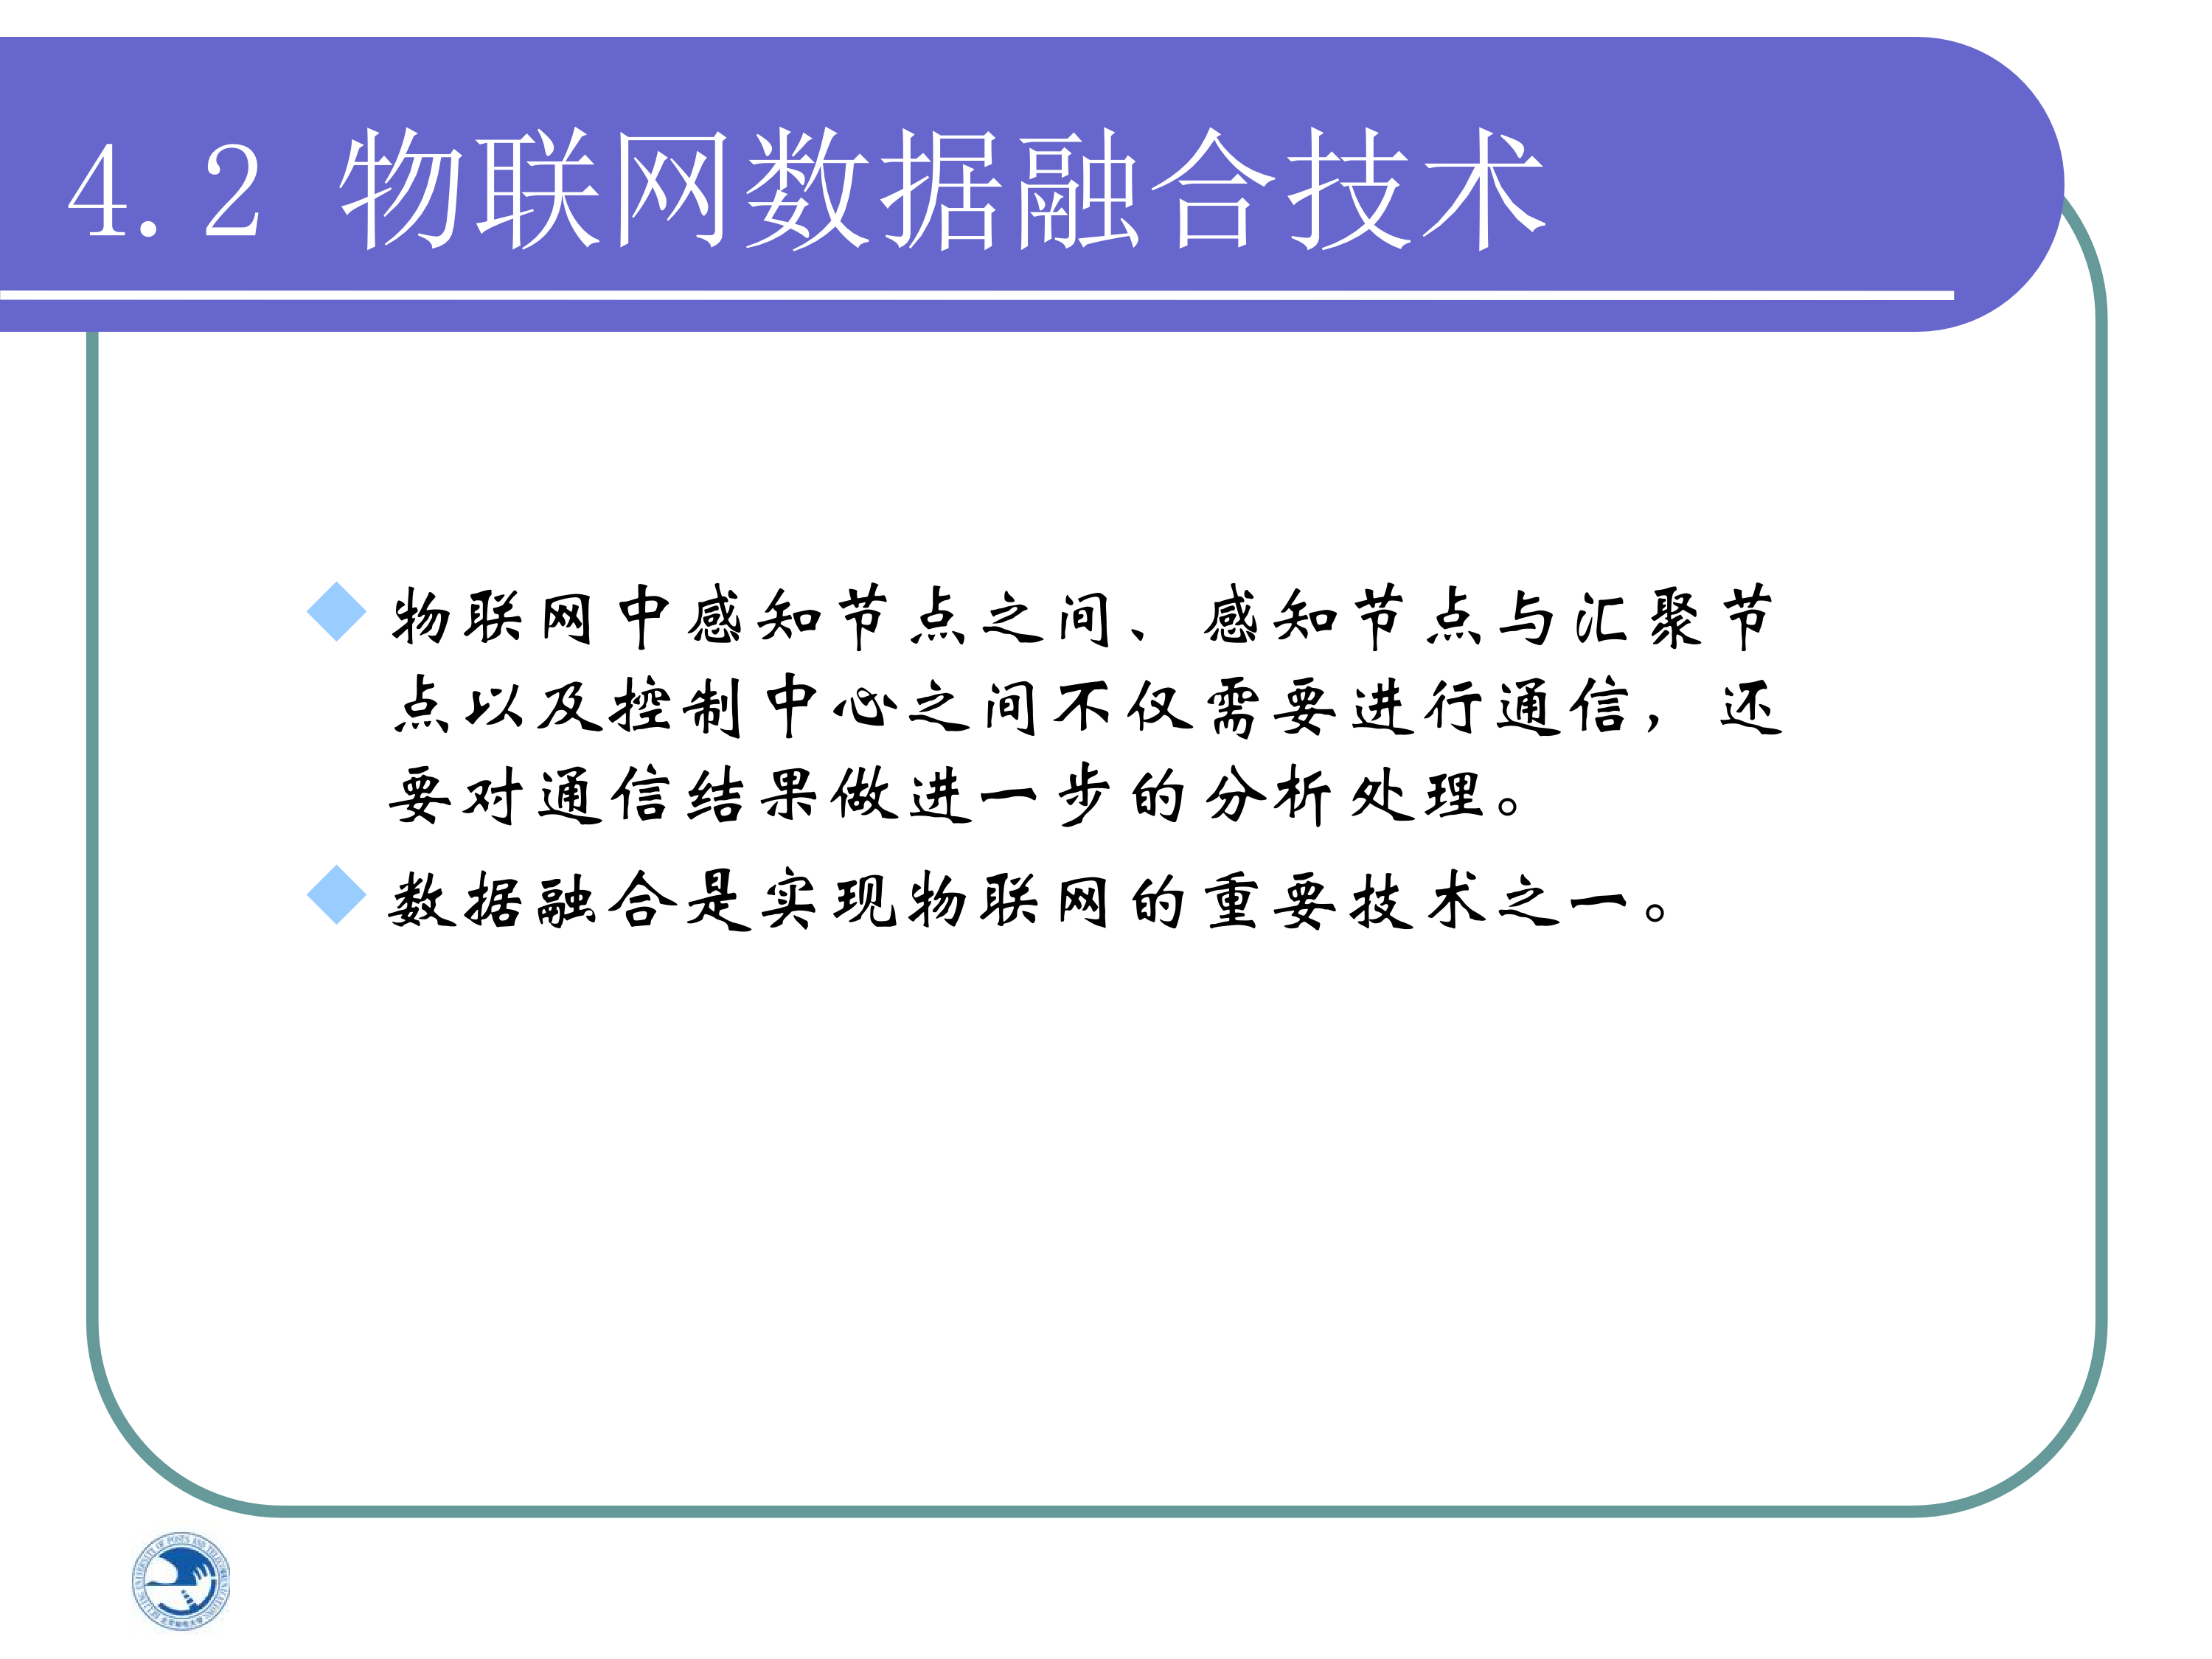 4.2 物联网数据融合技术
物联网中感知节点之间、感知节点与汇聚节
点以及控制中心之间不仅需要进行通信，还
要对通信结果做进一步的分析处理。
数据融合是实现物联网的重要技术之一。